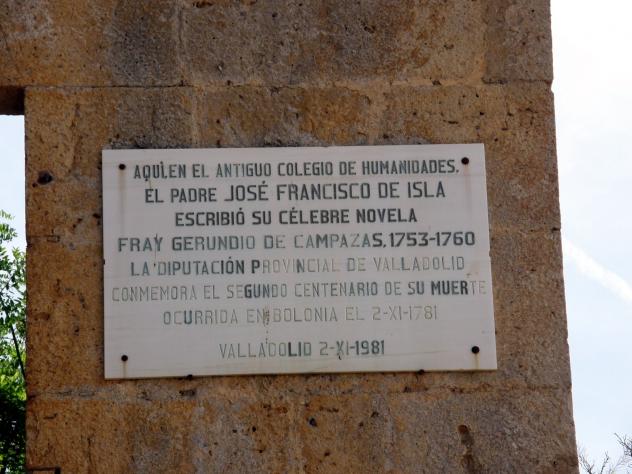 AQUI,EN EL ANTIGUO COLEGIO DE HUMANIDADES,
EL PADRE JOSÉ FRANCISCO DE ISLA
ESCRIBIÓ SU CÉLEBRE NOVELA
FRAY GERUNDIO DE CAMPAZAS, 1753-1760
LA DIPUTACIÓN PROVINCIAL DE VALLADOLID
CONMEMORA EL SEGUNDO CENTENARIO DE SU MUERTE
OCURRIDA EN BOLONIA EL 2-XI-1781
VALLADOLID 2-XI-1981